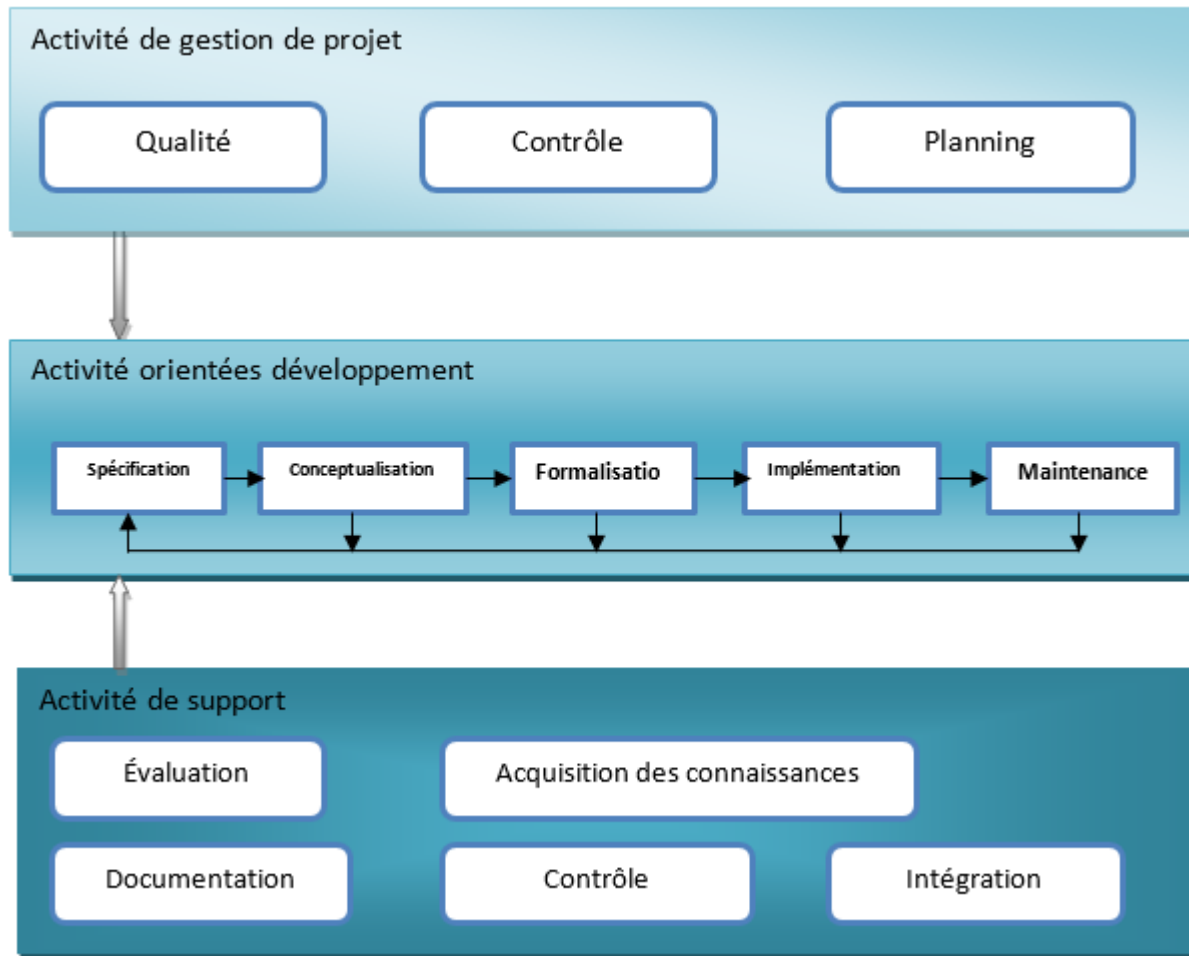 Activité de gestion de projet
Qualité
Contrôle
Planning
Activité orientées développement
Spécification
Conceptualisation
Formalisatio
Implémentation
Maintenance
Activité de support
Évaluation
Acquisition des connaissances
Documentation
Contrôle
Intégration